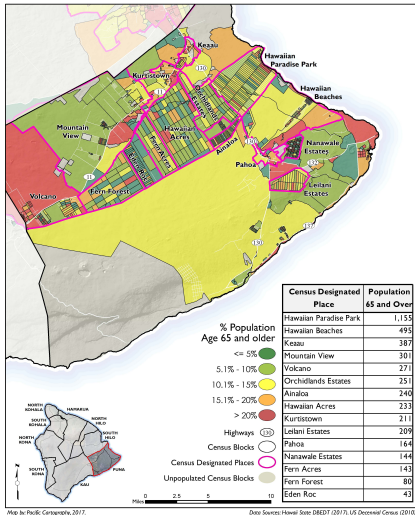 Keaau
Hawaiian
Paradise Park
130
Kurtistown
11
Hawaiian
Beaches
Orchidlands
Estates
Mountain
View
Hawaiian
Acres
Ainaloa
Fern Acres
Eden Roc
130
Nanawale
Estates
Pahoa
132
Volcano
11
Fern Forest
Leilani
Estates
137
130
% Population
Age 65 and older
<= 5%
5.1% - 10%
10.1% - 15%
15.1% - 20%
> 20%
Highways
130
Census Blocks
Census Designated Places
Unpopulated Census Blocks
Census Designated Place Population 65 and Over
Hawaiian Paradise Park 1,155
Hawaiian Beaches 495
Keaau 387
Mountain View 301
Volcano 271
Orchidlands Estates 251
Ainaloa 240
Hawaiian Acres 233
Kurtistown 211
Leilani Estates 209
Pahoa 164
Nanawale Estates 144
Fern Acres 143
Fern Forest 80
Eden Roc 43
NORTH
KOHALA
HAMAKUA
SOUTH
KOHALA
NORTH
HILO
NORTH
KONA
SOUTH
HILO
SOUTH
KONA
PUNA
KAU
0 2.5 5 10
Miles
Map by: Pacific Cartography, 2017.
Data Sources: Hawaii State DBEDT (2017), US Decennial Census (2010)